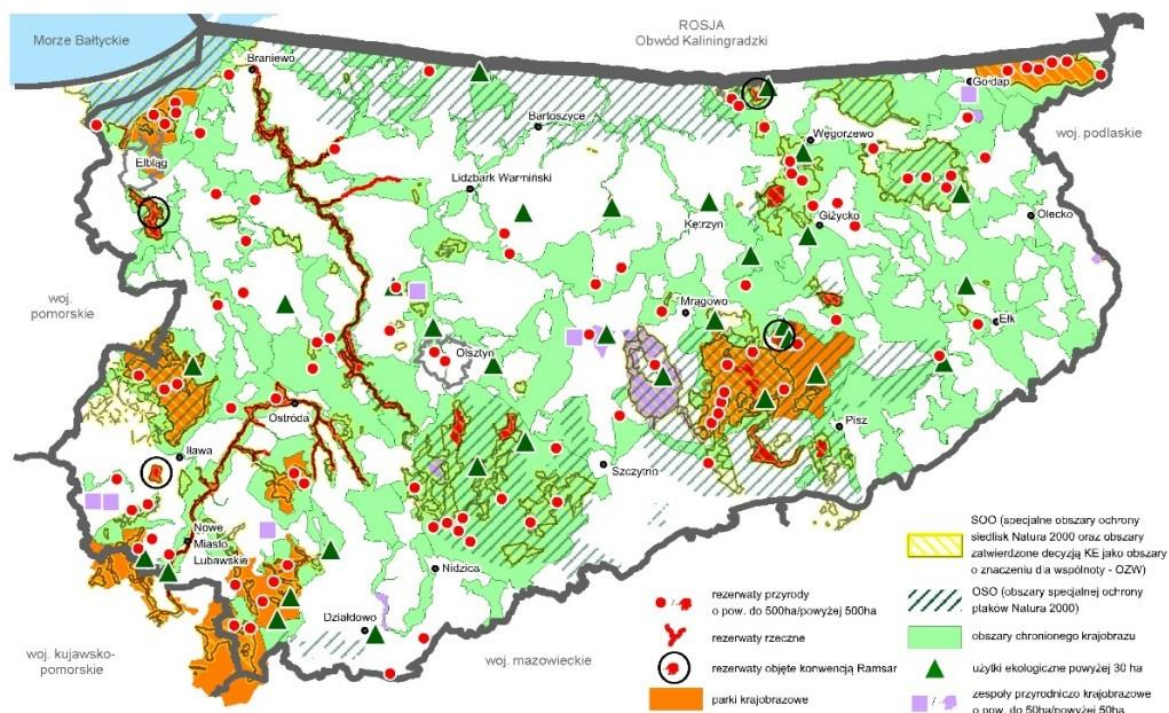 Morze Bałtyckie
ROSJA
Obwód Kaliningradzki
Braniewo
Gołdap
Bartoszyce
Węgorzewo
woj.
podlaskie
Elbląg
Lidzbark Warmiński
Kętrzyn
Giżycko
Olecko
woj.
pomorskie
Mrągowo
Ełk
Olsztyn
Ostróda
Pisz
Iława
Szczytno
Nowe
Miasto
Lubawskie
Nidzica
Działdowo
woj. kujawsko-
pomorskie
woj. mazowieckie
rezerwaty przyrody
o pow. do 500ha/powyżej 500ha
rezerwaty rzeczne
rezerwaty objęte konwencją Ramsar
parki krajobrazowe
SOO (specjalne obszary ochrony
siedlisk Natura 2000 oraz obszary
zatwierdzone decyzją KE jako obszary
o znaczeniu dla wspólnoty - OZW)
OSO (obszary specjalnej ochrony
ptaków Natura 2000)
obszary chronionego krajobrazu
użytki ekologiczne powyżej 30 ha
zespoły przyrodniczo krajobrazowe
o pow. do 50ha/powyżej 50ha